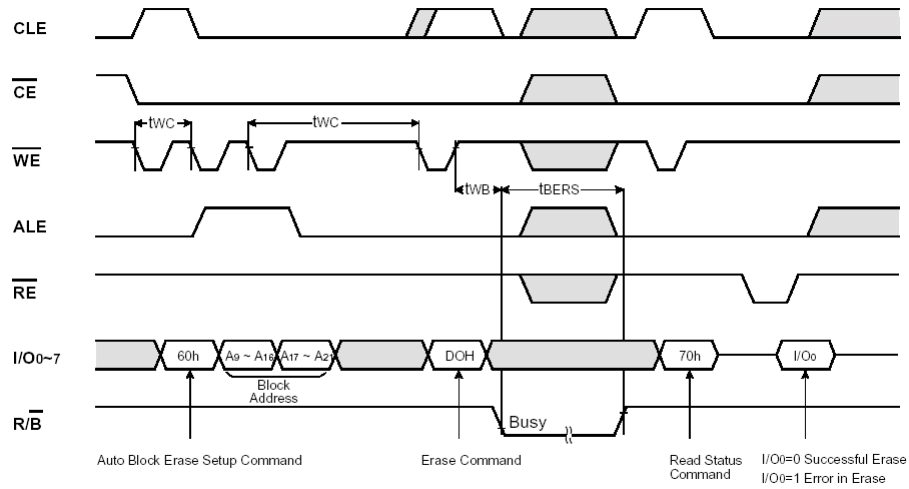 CLE
CE
tWC
tWC
WE
tWB
tBERS
ALE
RE
I/O0~7
60h
A9 ~ A16
A17 ~ A21
DOH
70h
I/O0
Block
Address
R/B
Busy
Auto Block Erase Setup Command
Erase Command
Read Status
Command
I/O0=0 Successful Erase
I/O0=1 Error in Erase